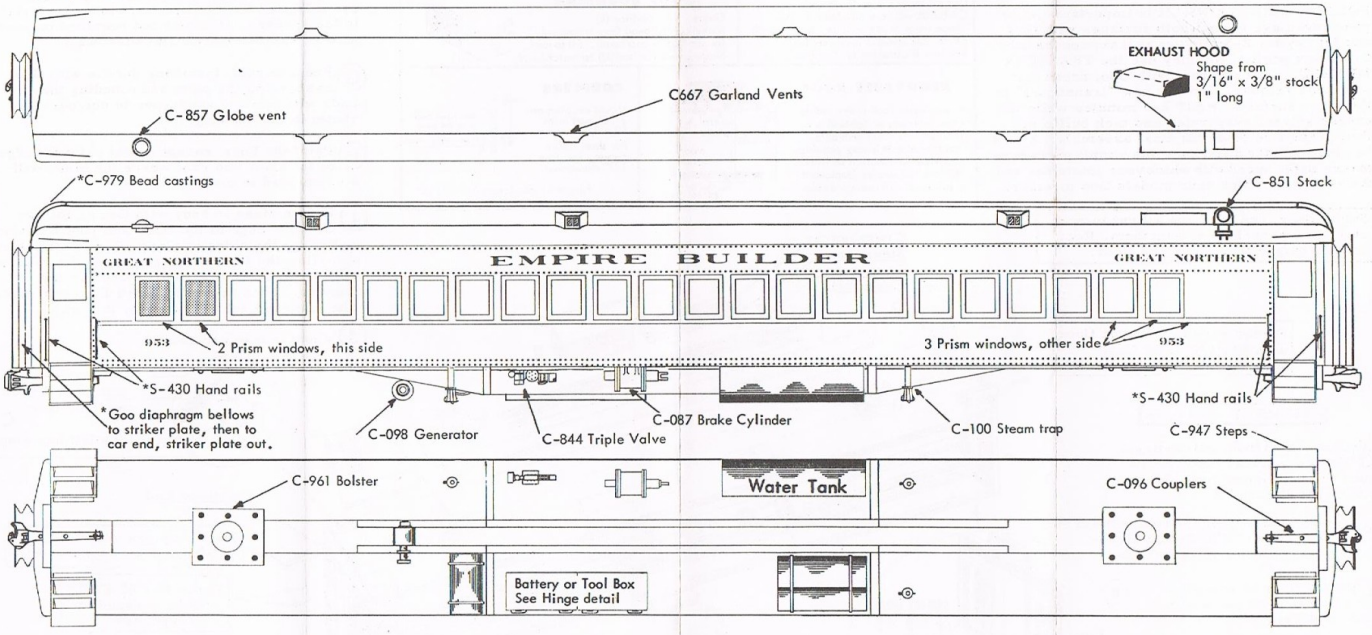 EXHAUST HOOD
Shape from
3/16" x 3/8" stock
1" long
C667 Garland Vents
C-857 Globe vent
*C-979 Bead castings
C-851 Stack
GREAT NORTHERN
EMPIRE BUILDER
GREAT NORTHERN
953
2 Prism windows, this side
3 Prism windows, other side
953
*S-430 Hand rails
*S-430 Hand rails
*Goo diaphragm bellows
to striker plate, then to
car end, striker plate out.
C-098 Generator
C-844 Triple Valve
C-087 Brake Cylinder
C-100 Steam trap
C-947 Steps
C-961 Bolster
Water Tank
C-096 Couplers
Battery or Tool Box
See Hinge detail